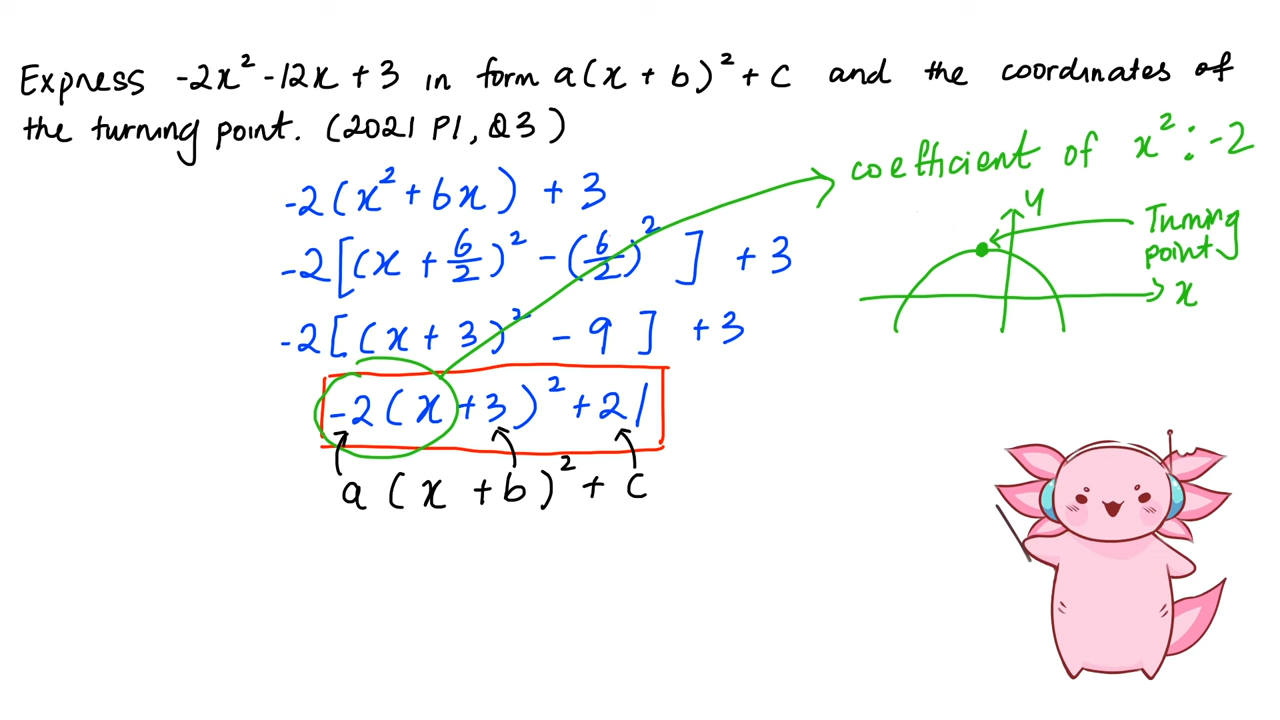 Express -2x² - 12x + 3 in form a(x + b)² + c and the coordinates of
the turning point. (2021 P1, Q3)
coefficient of x² : -2
-2(x² + 6x) + 3
-2[(x + 6/2)² - (6/2)² ] + 3
-2[(x + 3)² - 9 ] + 3
-2(x + 3)² + 21
a(x + b)² + c
y
Turning
point
x